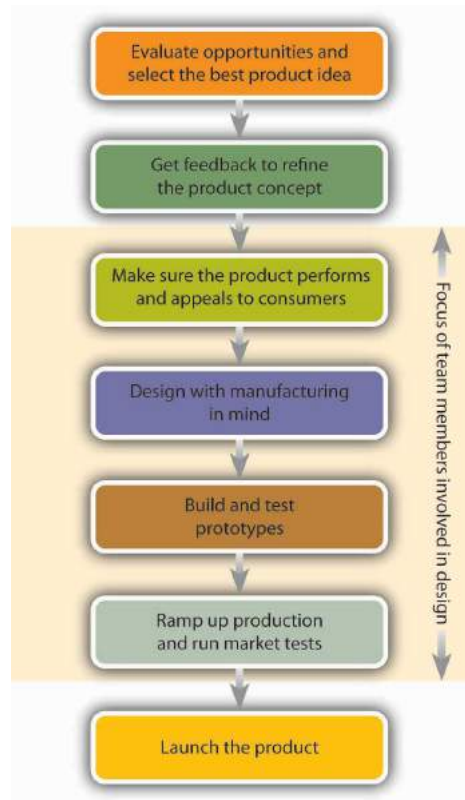 Evaluate opportunities and
select the best product idea
Get feedback to refine
the product concept
Make sure the product performs
and appeals to consumers
Design with manufacturing
in mind
Build and test
prototypes
Ramp up production
and run market tests
Launch the product
Focus of team members involved in design